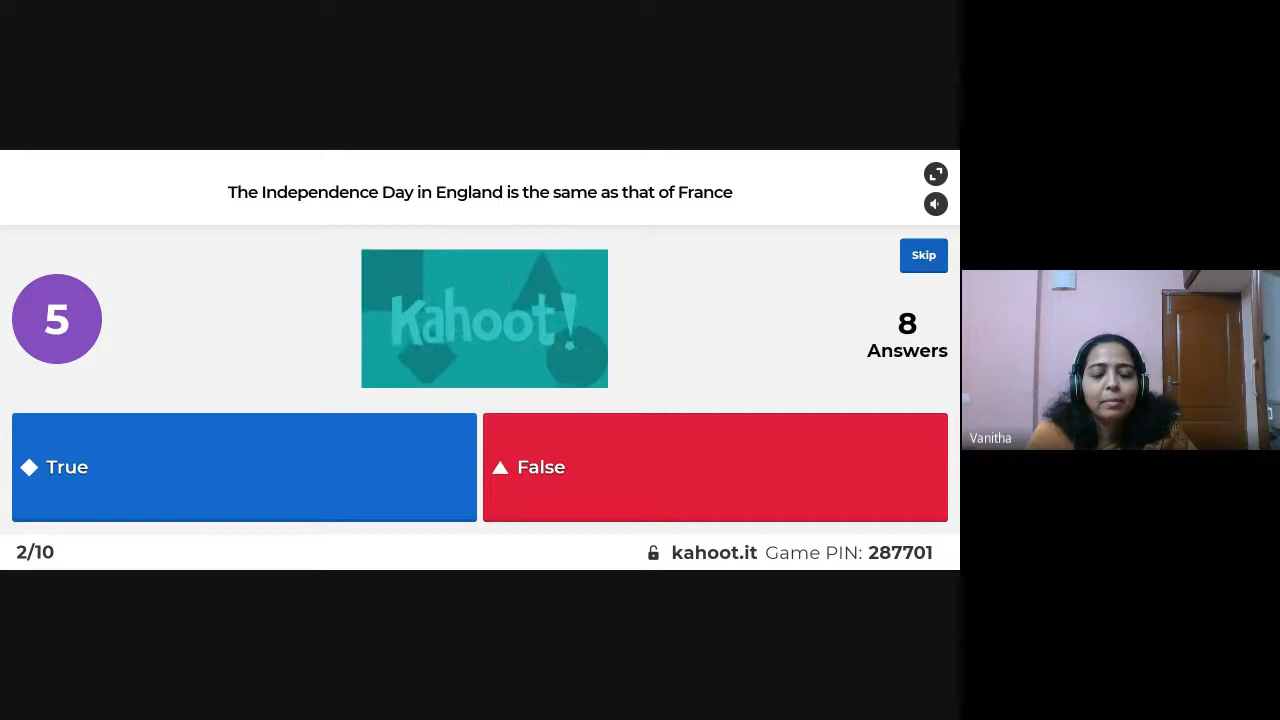 The Independence Day in England is the same as that of France
Skip
5
Kahoot!
8
Answers
True
False
Vanitha
2/10
kahoot.it Game PIN: 287701